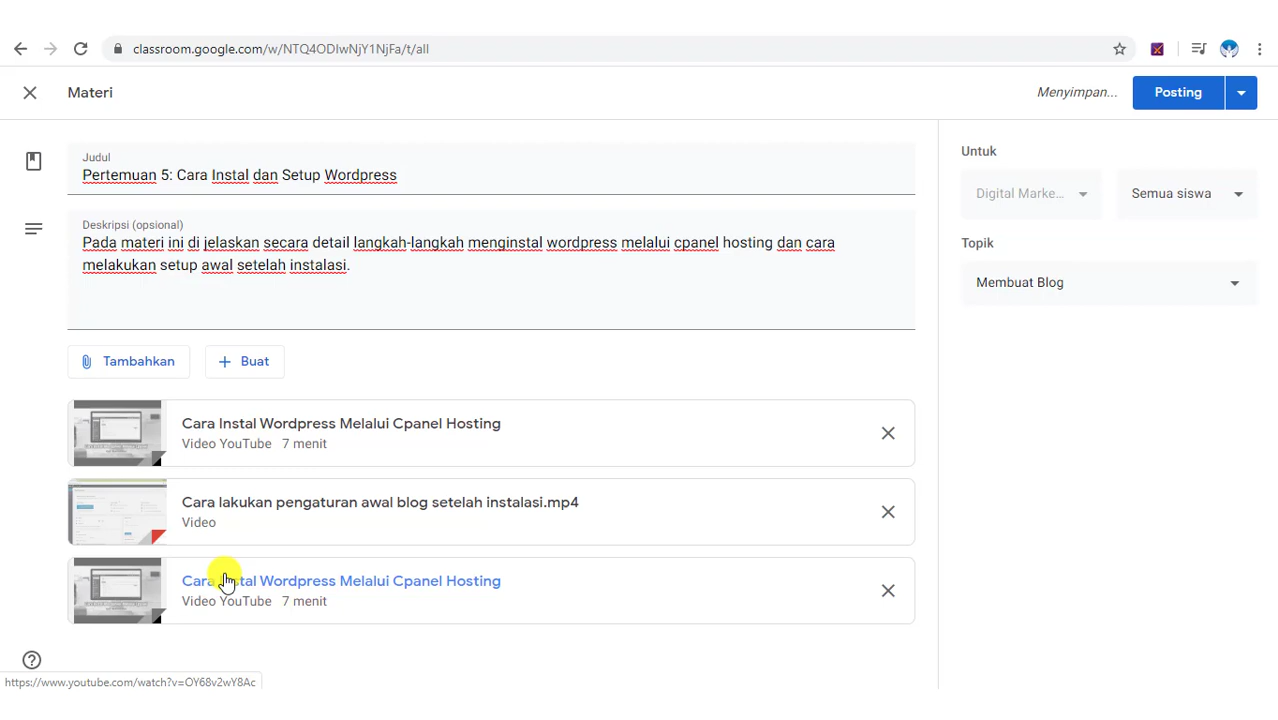 classroom.google.com/w/NTQ4ODIwNjY1NjFa/t/all
Materi
Menyimpan...
Posting
Judul
Pertemuan 5: Cara Instal dan Setup Wordpress
Deskripsi (opsional)
Pada materi ini di jelaskan secara detail langkah-langkah menginstal wordpress melalui cpanel hosting dan cara
melakukan setup awal setelah instalasi.
Tambahkan
Buat
Cara Instal Wordpress Melalui Cpanel Hosting
Video YouTube 7 menit
Cara lakukan pengaturan awal blog setelah instalasi.mp4
Video
Cara Instal Wordpress Melalui Cpanel Hosting
Video YouTube 7 menit
Untuk
Digital Marke...
Semua siswa
Topik
Membuat Blog
https://www.youtube.com/watch?v=OY68v2wY8Ac